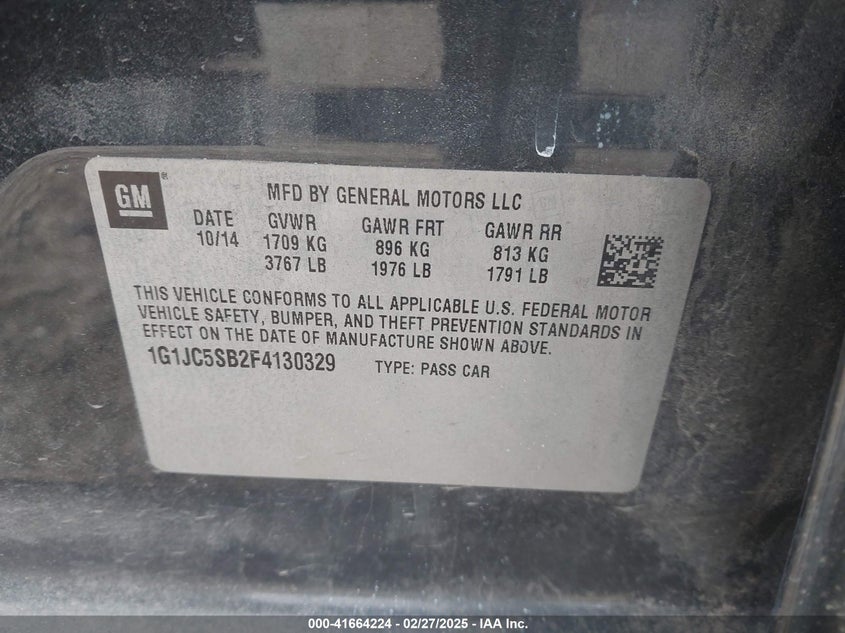 GM
MFD BY GENERAL MOTORS LLC
DATE GVWR GAWR FRT GAWR RR
10/14 1709 KG 896 KG 813 KG
3767 LB 1976 LB 1791 LB
THIS VEHICLE CONFORMS TO ALL APPLICABLE U.S. FEDERAL MOTOR
VEHICLE SAFETY, BUMPER, AND THEFT PREVENTION STANDARDS IN
EFFECT ON THE DATE OF MANUFACTURE SHOWN ABOVE.
1G1JC5SB2F4130329 TYPE: PASS CAR
000-41664224 - 02/27/2025 - IAA Inc.